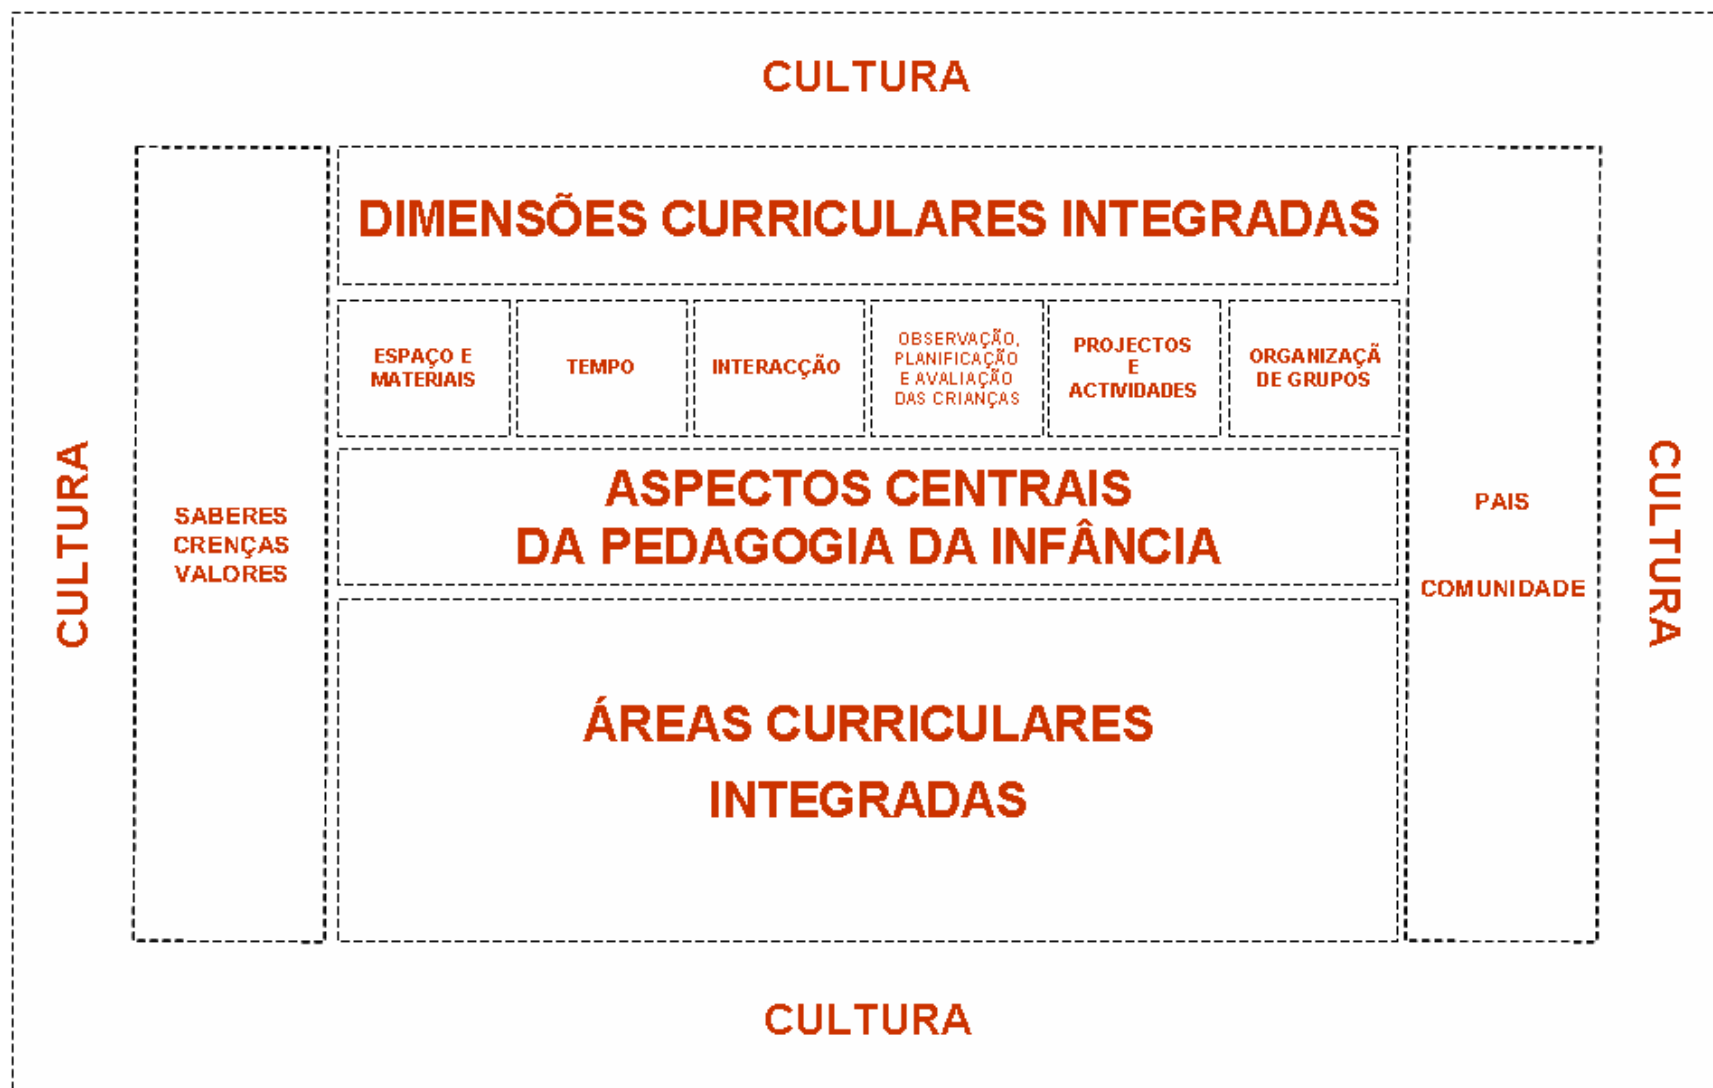 CULTURA
DIMENSÕES CURRICULARES INTEGRADAS
ESPAÇO E
MATERIAIS
TEMPO
INTERACÇÃO
OBSERVAÇÃO,
PLANIFICAÇÃO
E AVALIAÇÃO
DAS CRIANÇAS
PROJECTOS
E
ACTIVIDADES
ORGANIZAÇÃ
DE GRUPOS
ASPECTOS CENTRAIS
DA PEDAGOGIA DA INFÂNCIA
CULTURA
SABERES
CRENÇAS
VALORES
PAIS
COMUNIDADE
CULTURA
ÁREAS CURRICULARES
INTEGRADAS
CULTURA